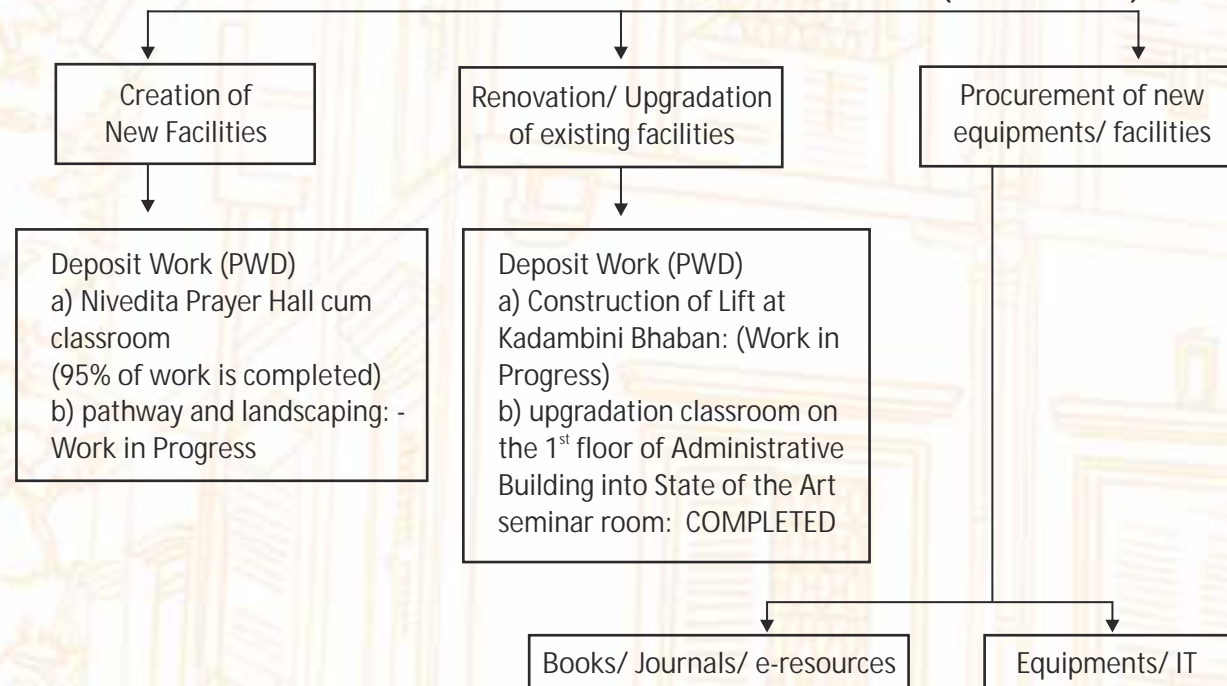 Creation of
New Facilities
Renovation/ Upgradation
of existing facilities
Procurement of new
equipments/ facilities
Deposit Work (PWD)
a) Nivedita Prayer Hall cum
classroom
(95% of work is completed)
b) pathway and landscaping: -
Work in Progress
Deposit Work (PWD)
a) Construction of Lift at
Kadambini Bhaban: (Work in
Progress)
b) upgradation classroom on
the 1st floor of Administrative
Building into State of the Art
seminar room: COMPLETED
Books/ Journals/ e-resources
Equipments/ IT